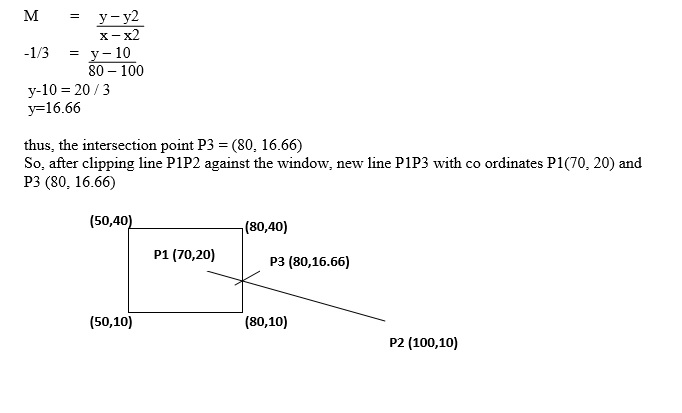 M = y – y2
x – x2
-1/3 = y – 10
80 – 100
y-10 = 20 / 3
y=16.66
thus, the intersection point P3 = (80, 16.66)
So, after clipping line P1P2 against the window, new line P1P3 with co ordinates P1(70, 20) and
P3 (80, 16.66)
(50,40)
(80,40)
P1 (70,20)
P3 (80,16.66)
(50,10)
(80,10)
P2 (100,10)